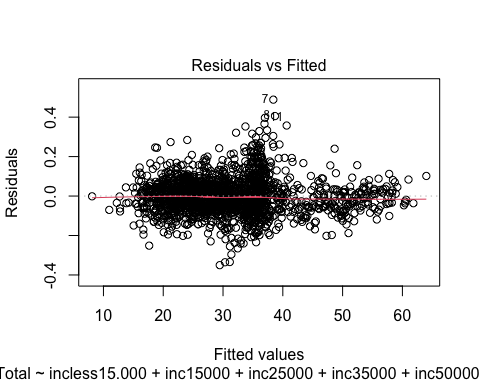 Residuals vs Fitted
Residuals
0.4
0.2
0.0
-0.4
7
10 20 30 40 50 60
Fitted values
Total ~ incless15,000 + inc15000 + inc25000 + inc35000 + inc50000